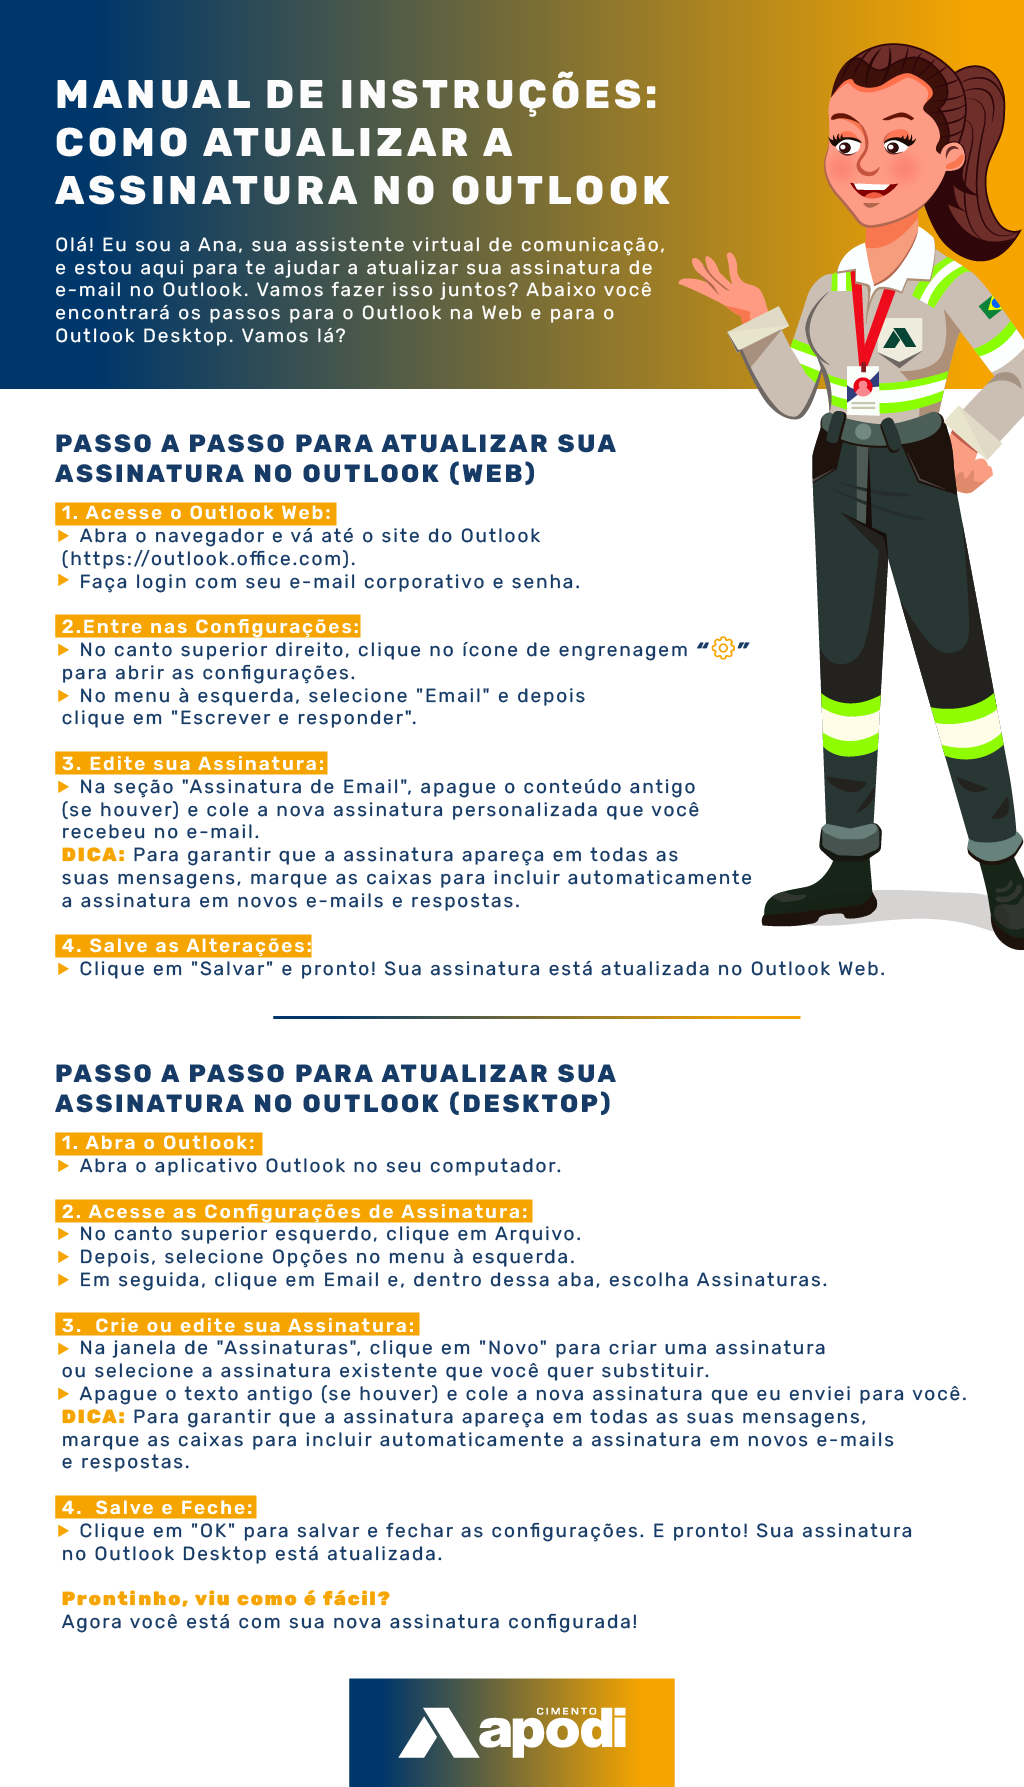 MANUAL DE INSTRUÇÕES:
COMO ATUALIZAR A
ASSINATURA NO OUTLOOK
Olá! Eu sou a Ana, sua assistente virtual de comunicação,
e estou aqui para te ajudar a atualizar sua assinatura de
e-mail no Outlook. Vamos fazer isso juntos? Abaixo você
encontrará os passos para o Outlook na Web e para o
Outlook Desktop. Vamos lá?
PASSO A PASSO PARA ATUALIZAR SUA
ASSINATURA NO OUTLOOK (WEB)
1. Acesse o Outlook Web:
Abra o navegador e vá até o site do Outlook
(https://outlook.office.com).
Faça login com seu e-mail corporativo e senha.
2.Entre nas Configurações:
No canto superior direito, clique no ícone de engrenagem “ ”
para abrir as configurações.
No menu à esquerda, selecione "Email" e depois
clique em "Escrever e responder".
3. Edite sua Assinatura:
Na seção "Assinatura de Email", apague o conteúdo antigo
(se houver) e cole a nova assinatura personalizada que você
recebeu no e-mail.
DICA: Para garantir que a assinatura apareça em todas as
suas mensagens, marque as caixas para incluir automaticamente
a assinatura em novos e-mails e respostas.
4. Salve as Alterações:
Clique em "Salvar" e pronto! Sua assinatura está atualizada no Outlook Web.
PASSO A PASSO PARA ATUALIZAR SUA
ASSINATURA NO OUTLOOK (DESKTOP)
1. Abra o Outlook:
Abra o aplicativo Outlook no seu computador.
2. Acesse as Configurações de Assinatura:
No canto superior esquerdo, clique em Arquivo.
Depois, selecione Opções no menu à esquerda.
Em seguida, clique em Email e, dentro dessa aba, escolha Assinaturas.
3. Crie ou edite sua Assinatura:
Na janela de "Assinaturas", clique em "Novo" para criar uma assinatura
ou selecione a assinatura existente que você quer substituir.
Apague o texto antigo (se houver) e cole a nova assinatura que eu enviei para você.
DICA: Para garantir que a assinatura apareça em todas as suas mensagens,
marque as caixas para incluir automaticamente a assinatura em novos e-mails
e respostas.
4. Salve e Feche:
Clique em "OK" para salvar e fechar as configurações. E pronto! Sua assinatura
no Outlook Desktop está atualizada.
Prontinho, viu como é fácil?
Agora você está com sua nova assinatura configurada!
CIMENTO
apodi